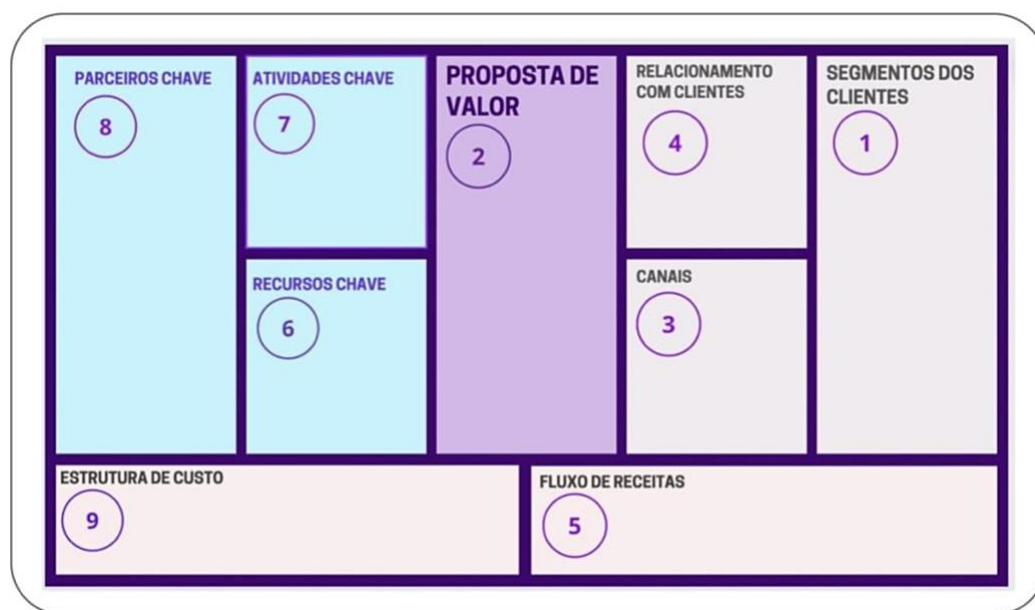 PARCEIROS CHAVE
8
ATIVIDADES CHAVE
7
RECURSOS CHAVE
6
PROPOSTA DE
VALOR
2
RELACIONAMENTO
COM CLIENTES
4
CANAIS
3
SEGMENTOS DOS
CLIENTES
1
ESTRUTURA DE CUSTO
9
FLUXO DE RECEITAS
5